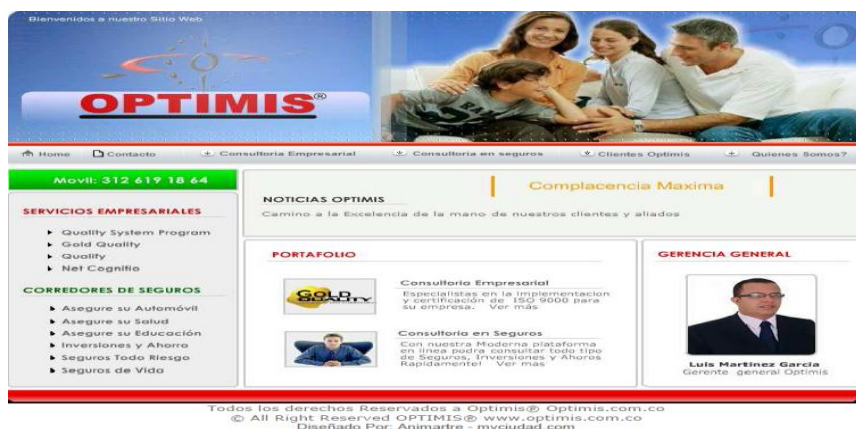 Bienvenidos a nuestro Sitio Web
OPTIMIS®
Home
Contacto
Consultoria Empresarial
Consultoria en seguros
Clientes Optimis
Quienes Somos?
Movil: 312 619 18 64
SERVICIOS EMPRESARIALES
Quality System Program
Gold Quality
Qualify
Net Cognitio
CORREDORES DE SEGUROS
Asegure su Automóvil
Asegure su Salud
Asegure su Educación
Inversiones y Ahorro
Seguros Todo Riesgo
Seguros de Vida
Complacencia Maxima
NOTICIAS OPTIMIS
Camino a la Excelencia de la mano de nuestros clientes y aliados
PORTAFOLIO
GOLD
QUALITY
Consultoria Empresarial
Especialistas en la implementacion
y certificación de ISO 9000 para
su empresa. Ver más
Consultoria en Seguros
Con nuestra Moderna plataforma
en linea podra consultar todo tipo
de Seguros, Inversiones y Ahoros
Rapidamente! Ver mas
GERENCIA GENERAL
Luis Martinez Garcia
Gerente general Optimis
Todos los derechos Reservados a Optimis® Optimis.com.co
© All Right Reserved OPTIMIS® www.optimis.com.co
Diseñado Por: Animartre - myciudad.com